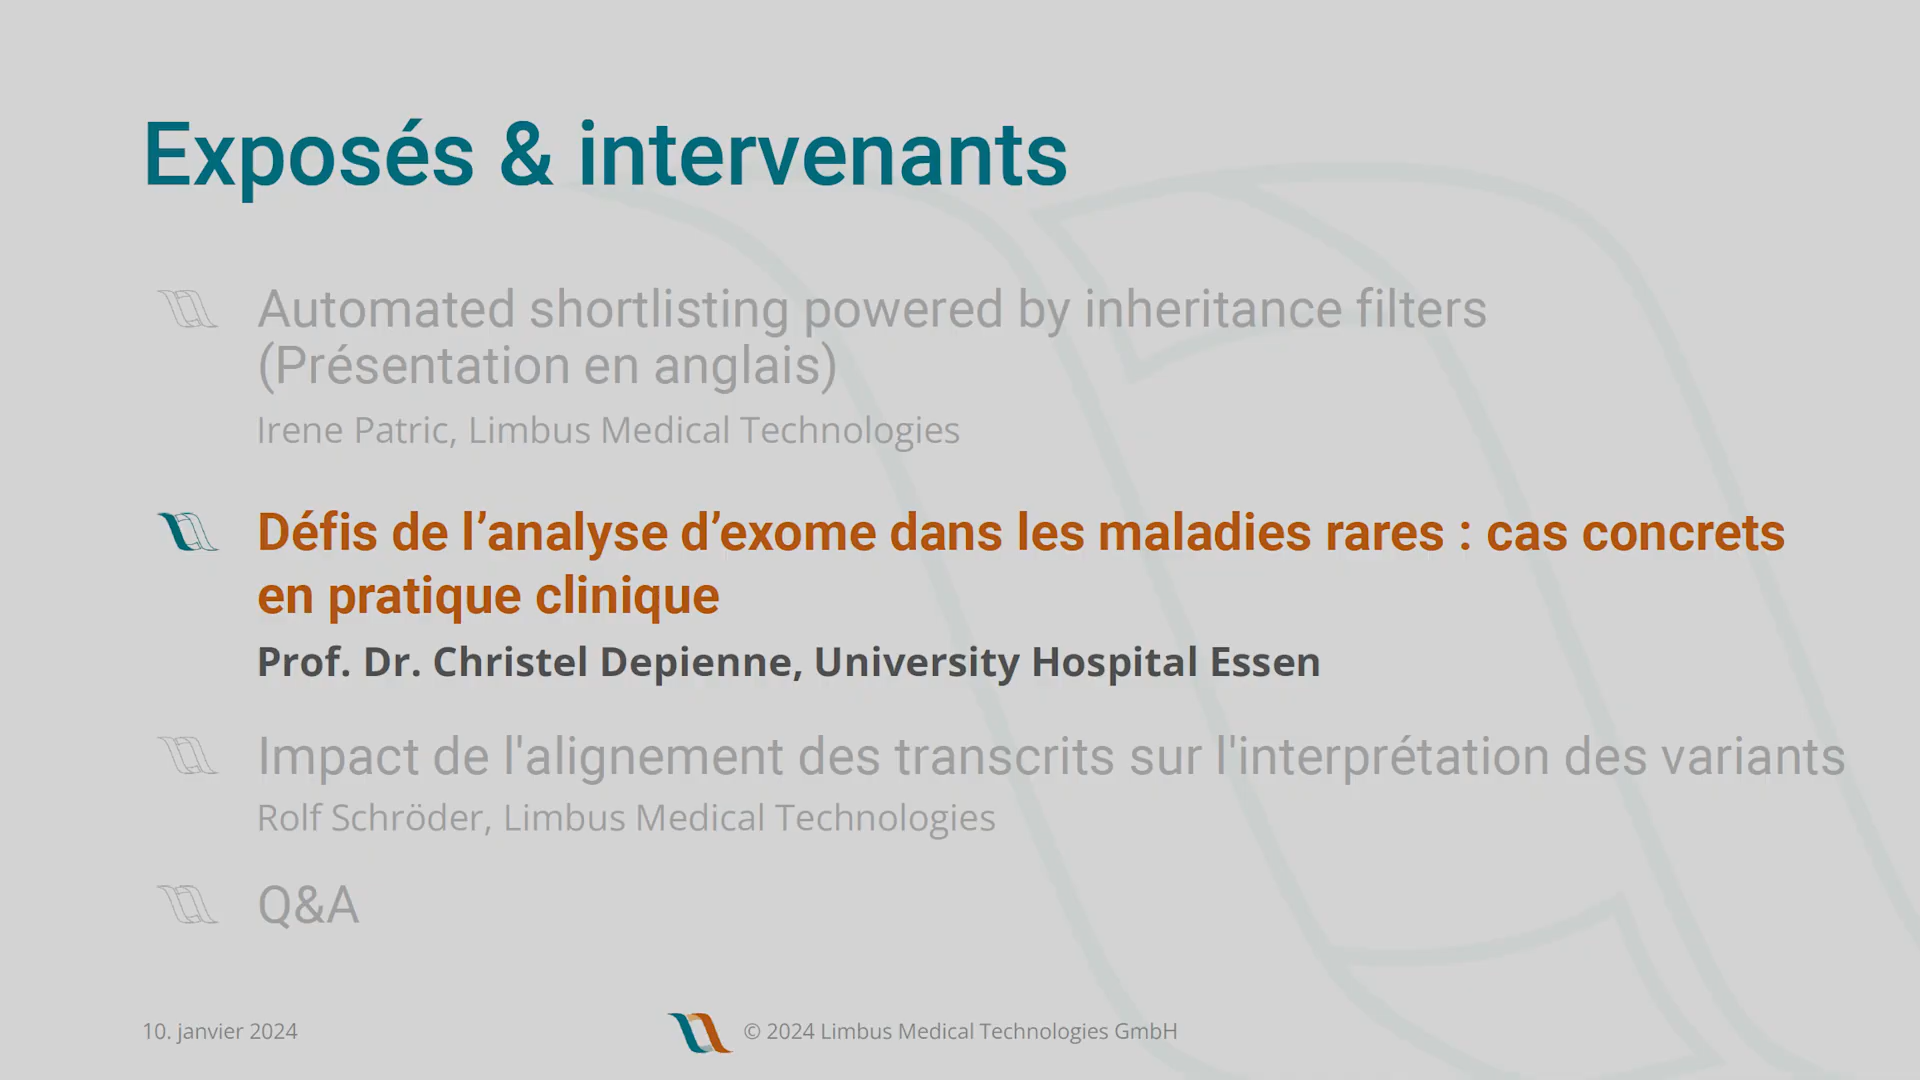 Exposés & intervenants
Automated shortlisting powered by inheritance filters
(Présentation en anglais)
Irene Patric, Limbus Medical Technologies
Défis de l’analyse d’exome dans les maladies rares : cas concrets
en pratique clinique
Prof. Dr. Christel Depienne, University Hospital Essen
Impact de l'alignement des transcrits sur l'interprétation des variants
Rolf Schröder, Limbus Medical Technologies
Q&A
10. janvier 2024
© 2024 Limbus Medical Technologies GmbH